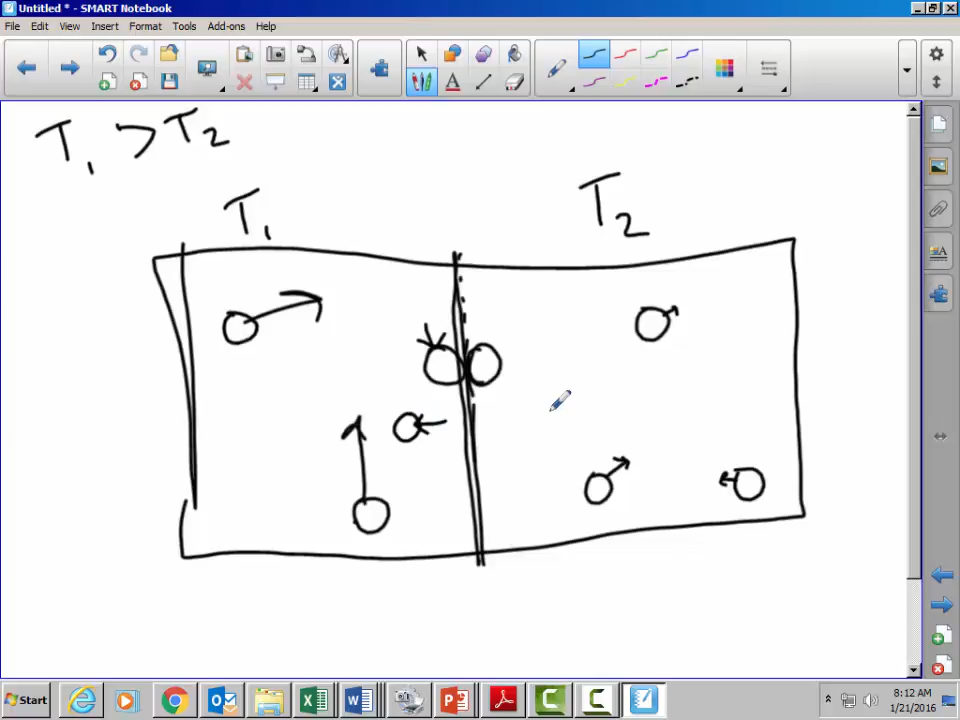 Untitled * - SMART Notebook
File Edit View Insert Format Tools Add-ons Help
T₁ > T₂
T₁ T₂
Start
8:12 AM
1/21/2016